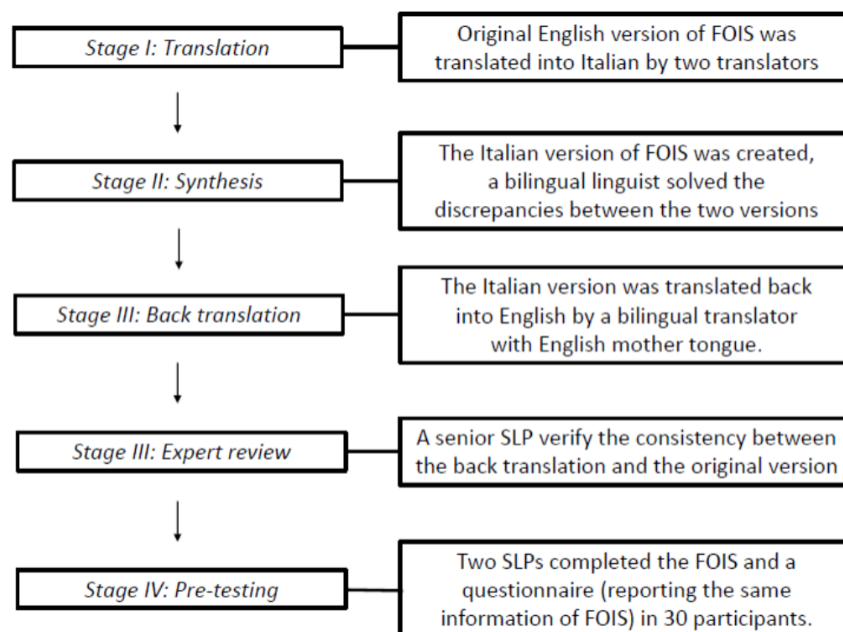 Stage I: Translation
Original English version of FOIS was
translated into Italian by two translators
Stage II: Synthesis
The Italian version of FOIS was created,
a bilingual linguist solved the
discrepancies between the two versions
Stage III: Back translation
The Italian version was translated back
into English by a bilingual translator
with English mother tongue.
Stage III: Expert review
A senior SLP verify the consistency between
the back translation and the original version
Stage IV: Pre-testing
Two SLPs completed the FOIS and a
questionnaire (reporting the same
information of FOIS) in 30 participants.